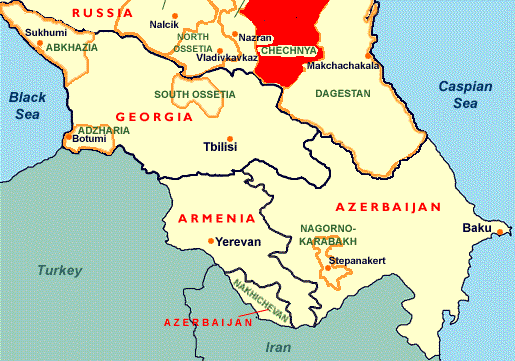 RUSSIA
Nalcik
Sukhumi
ABKHAZIA
NORTH
OSSETIA
Nazran
Vladivkavkaz
CHECHNYA
Makchachakala
Caspian
Sea
Black
Sea
SOUTH OSSETIA
DAGESTAN
GEORGIA
ADZHARIA
Botumi
Tbilisi
ARMENIA
AZERBAIJAN
NAGORNO-
KARABAKH
Baku
Yerevan
Stepanakert
Turkey
NAKHICHEVAN
AZERBAIJAN
Iran